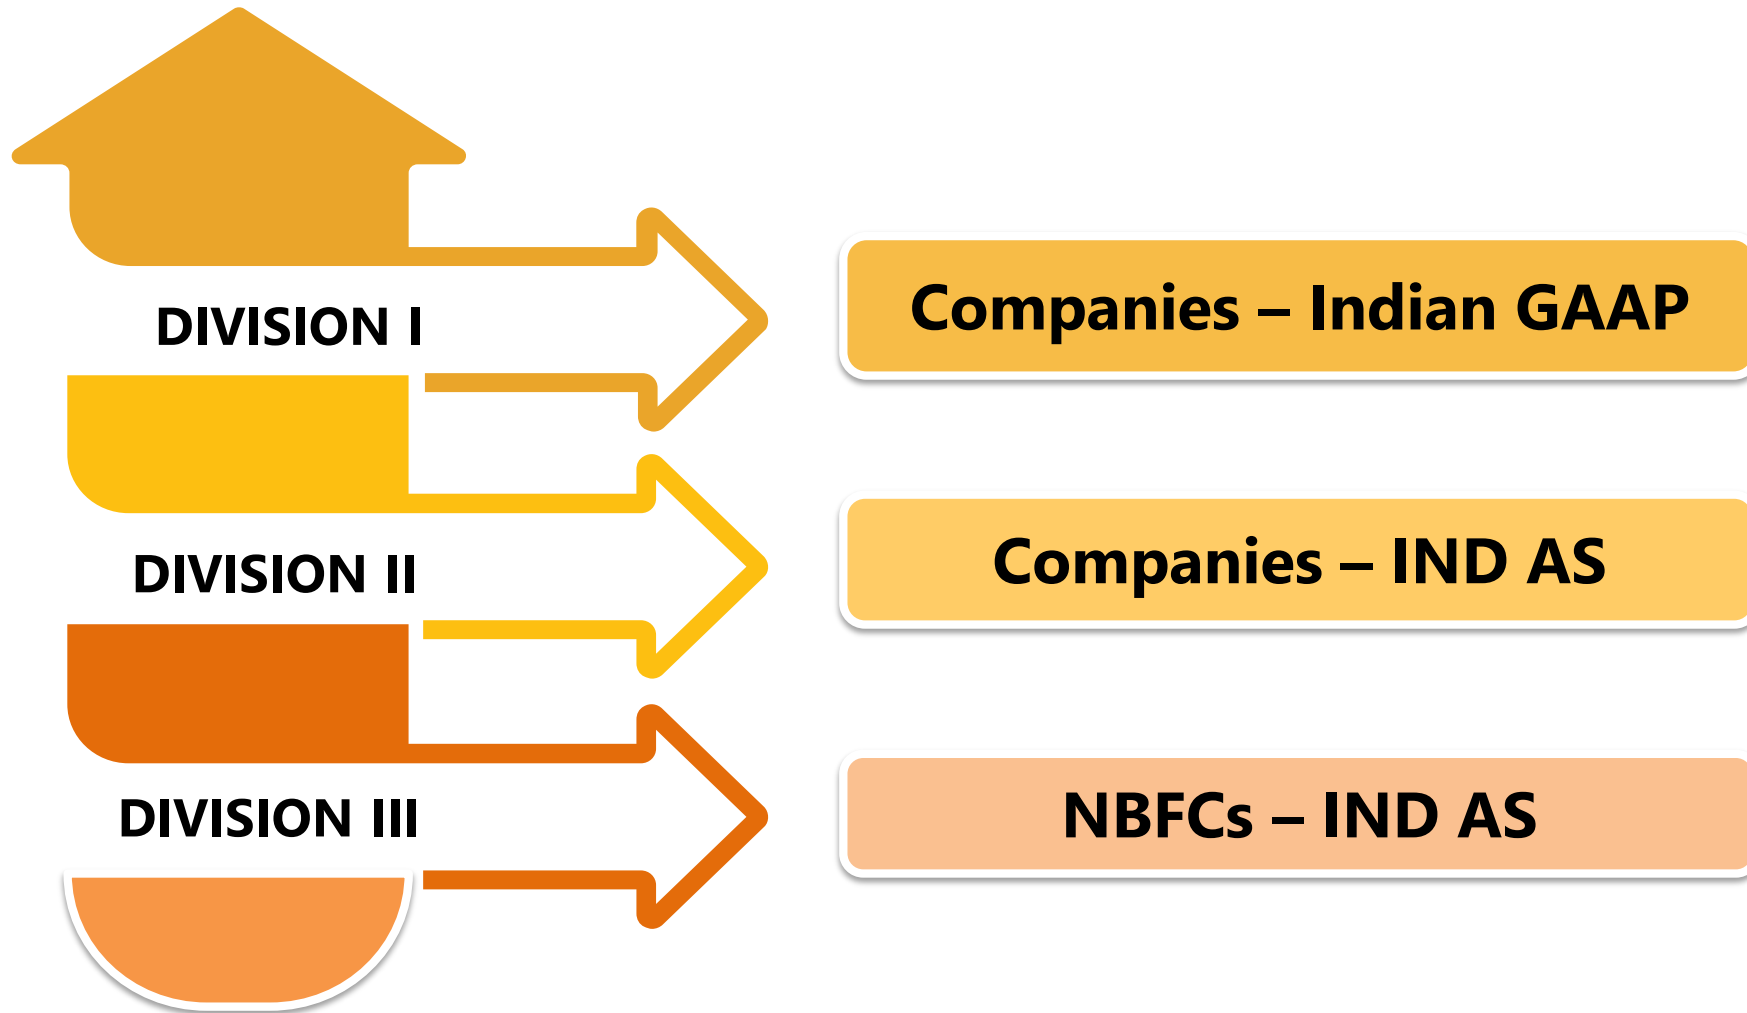 DIVISION I
Companies – Indian GAAP
DIVISION II
Companies – IND AS
DIVISION III
NBFCs – IND AS